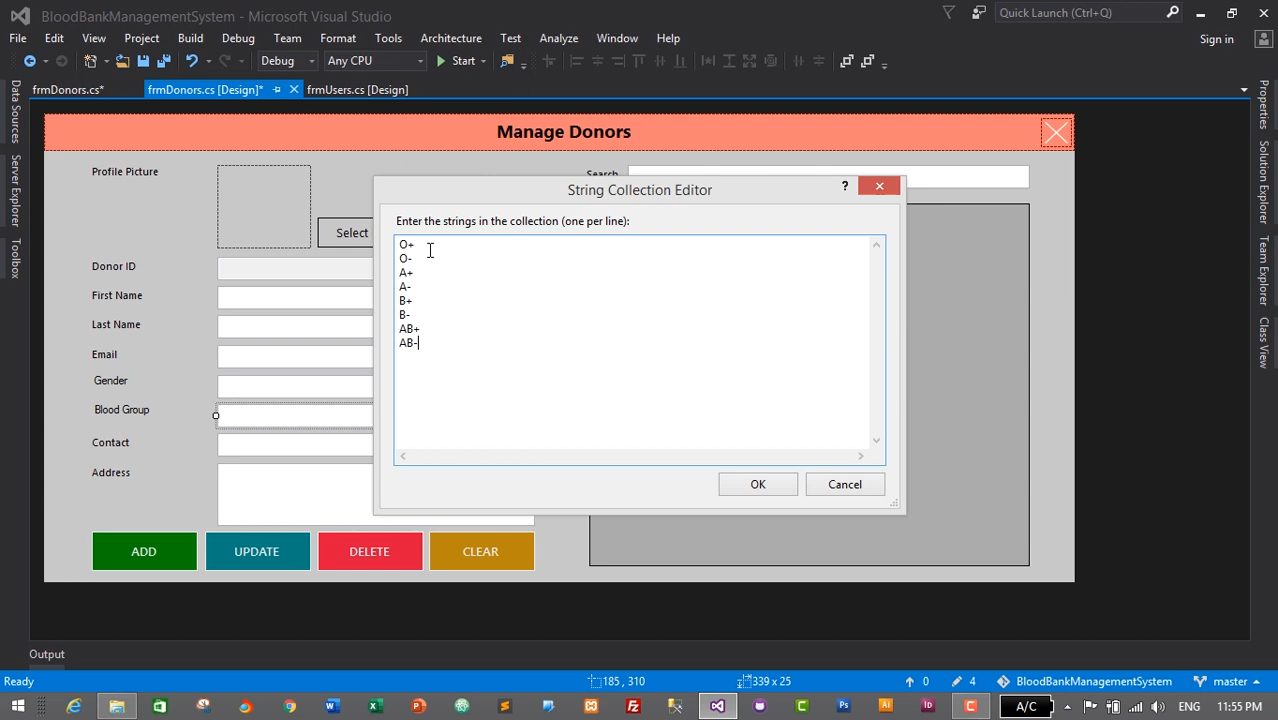 BloodBankManagementSystem - Microsoft Visual Studio
Quick Launch (Ctrl+Q)
File Edit View Project Build Debug Team Format Tools Architecture Test Analyze Window Help
Sign in
Debug Any CPU Start
frmDonors.cs* frmDonors.cs [Design]* frmUsers.cs [Design]
Data Sources
Server Explorer
Toolbox
Properties
Solution Explorer
Team Explorer
Class View
Manage Donors
Profile Picture
Search
Select
String Collection Editor
?
Enter the strings in the collection (one per line):
O+
O-
A+
A-
B+
B-
AB+
AB-
OK Cancel
Donor ID
First Name
Last Name
Email
Gender
Blood Group
Contact
Address
ADD UPDATE DELETE CLEAR
Output
Ready 185 , 310 339 x 25 0 4 BloodBankManagementSystem master
A/C ENG 11:55 PM